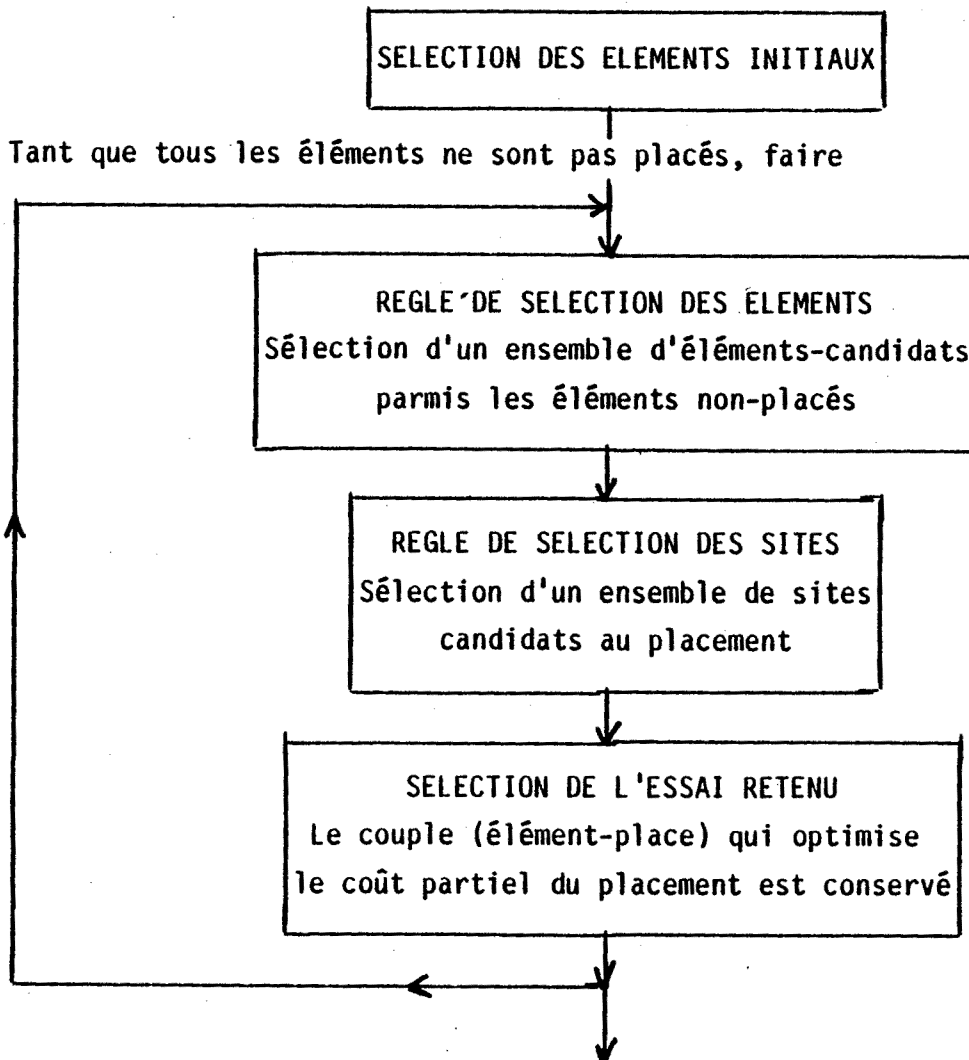 SELECTION DES ELEMENTS INITIAUX
Tant que tous les éléments ne sont pas placés, faire
REGLE DE SELECTION DES ELEMENTS
Sélection d'un ensemble d'éléments-candidats
parmis les éléments non-placés
REGLE DE SELECTION DES SITES
Sélection d'un ensemble de sites
candidats au placement
SELECTION DE L'ESSAI RETENU
Le couple (élément-place) qui optimise
le coût partiel du placement est conservé